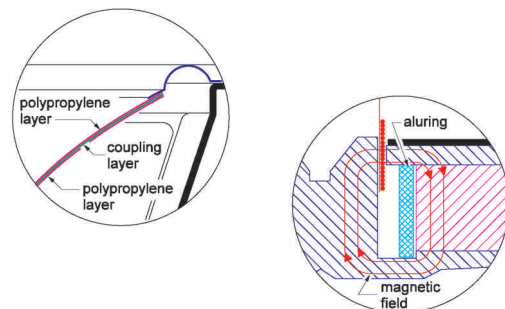 polypropylene
layer
coupling
layer
polypropylene
layer
aluring
magnetic
field